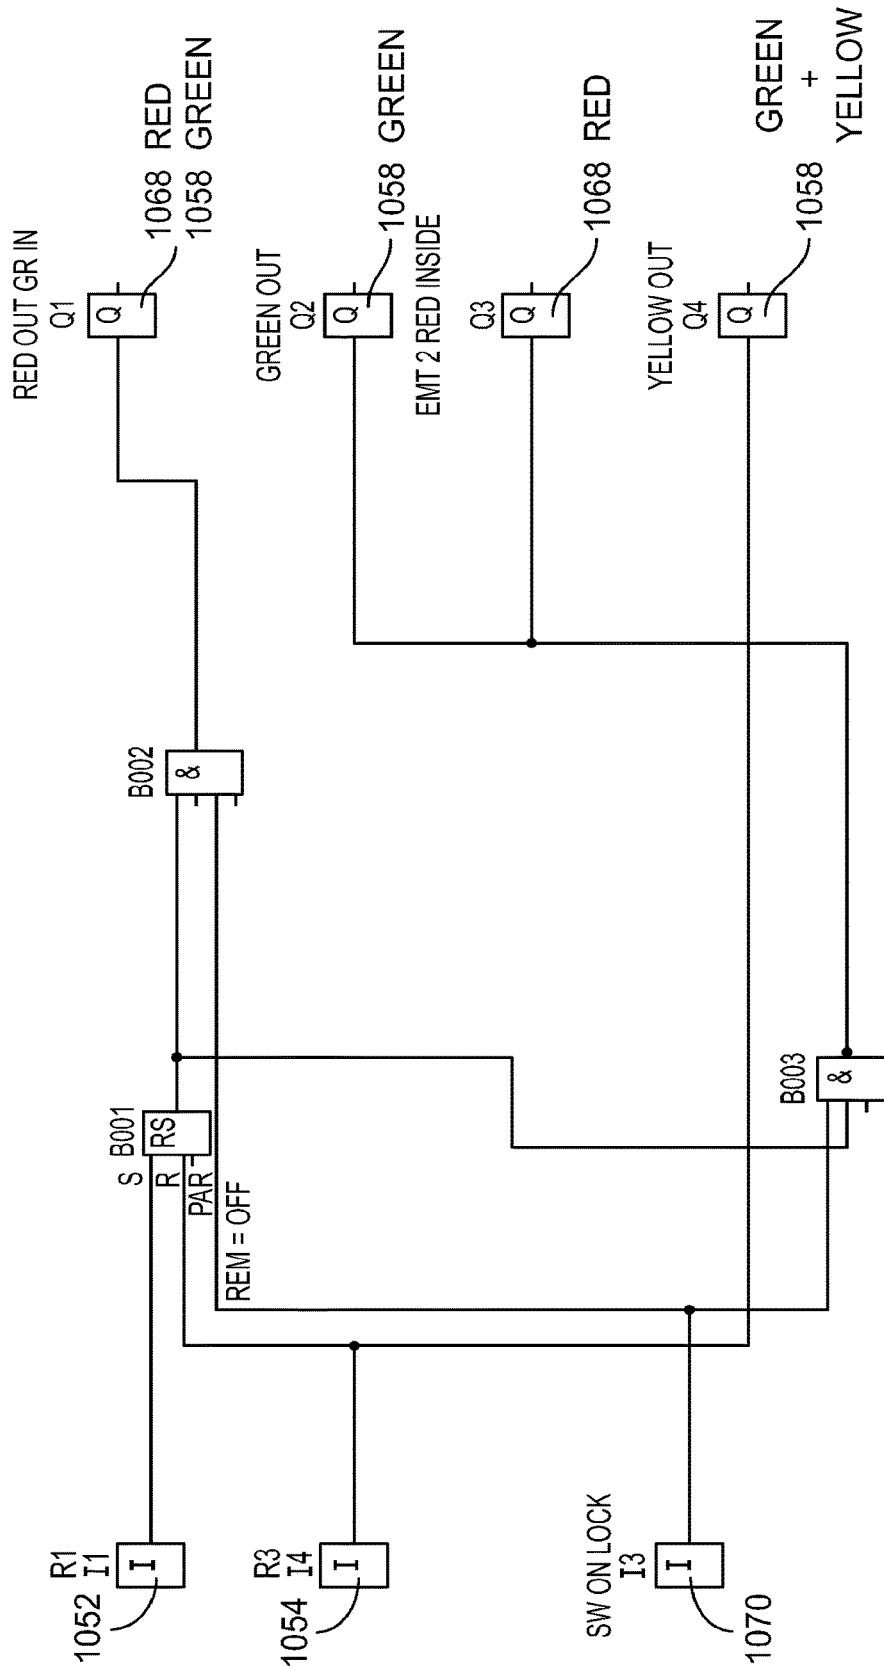 RED OUT GR IN
Q1
Q
1068 RED
1058 GREEN
GREEN OUT
Q2
Q
1058 GREEN
EMT 2 RED INSIDE
Q3
Q
1068 RED
YELLOW OUT
Q4
Q
1058
GREEN
+
YELLOW
B002
&
B001
RS
S
R
PAR
REM = OFF
B003
&
R1
I1
I
1052
R3
I4
I
1054
SW ON LOCK
I3
I
1070